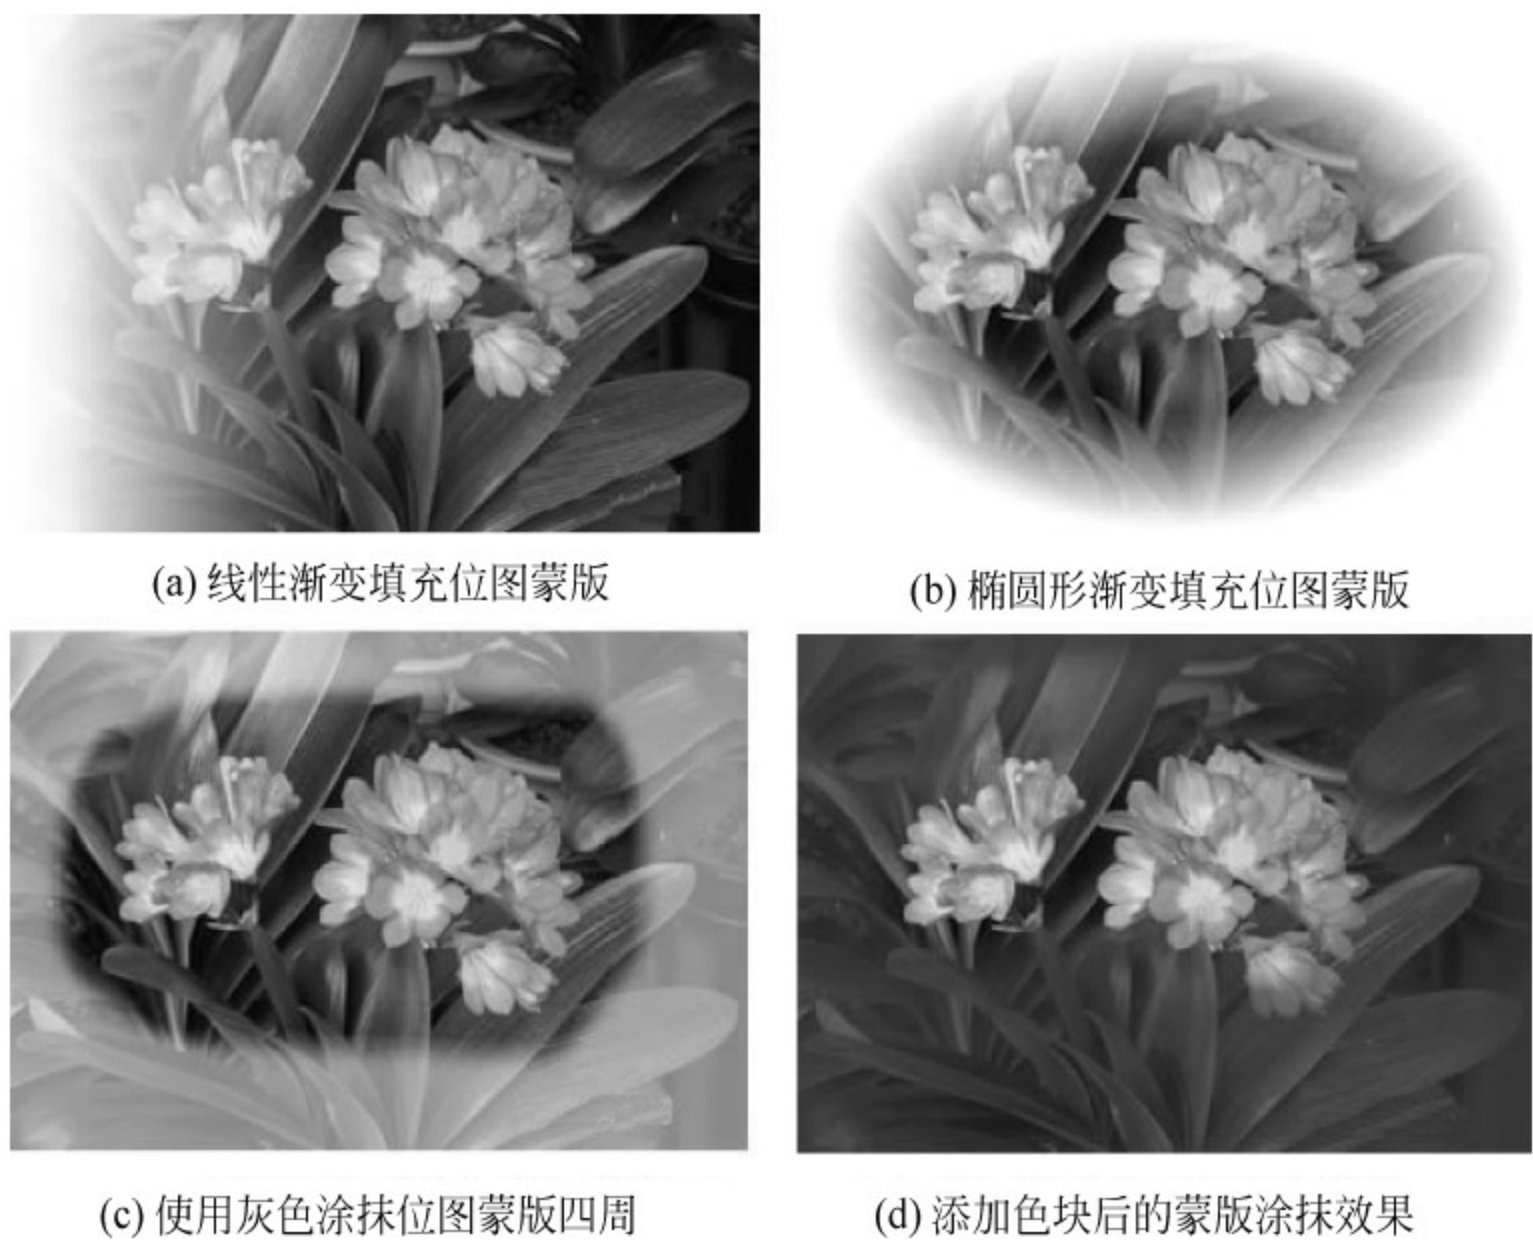 (a) 线性渐变填充位图蒙版
(b) 椭圆形渐变填充位图蒙版
(c) 使用灰色涂抹位图蒙版四周
(d) 添加色块后的蒙版涂抹效果